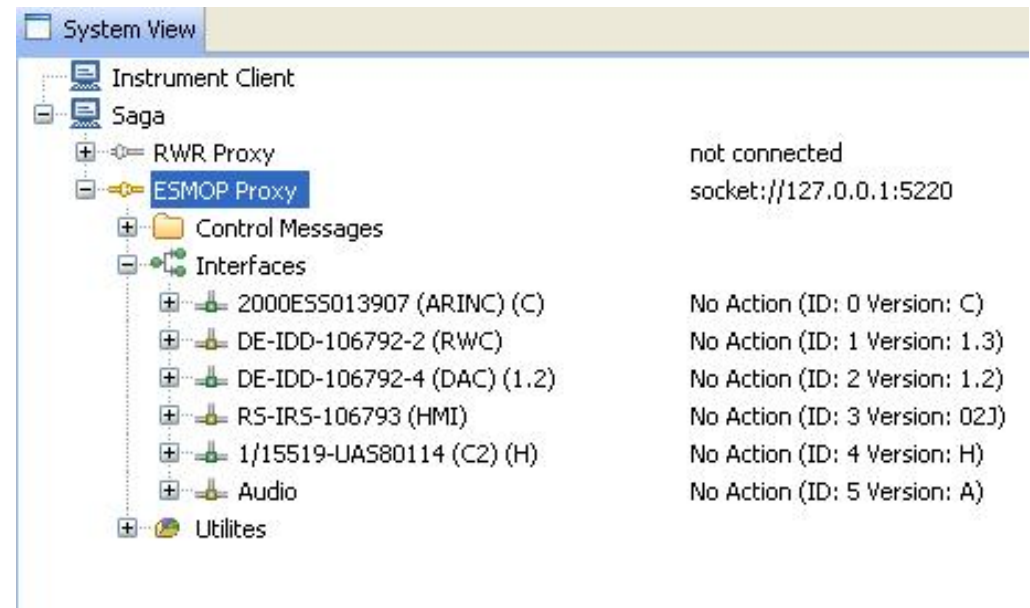 System View
Instrument Client
Saga
RWR Proxy not connected
ESMOP Proxy socket://127.0.0.1:5220
Control Messages
Interfaces
2000ESS013907 (ARINC) (C) No Action (ID: 0 Version: C)
DE-IDD-106792-2 (RWC) No Action (ID: 1 Version: 1.3)
DE-IDD-106792-4 (DAC) (1.2) No Action (ID: 2 Version: 1.2)
RS-IRS-106793 (HMI) No Action (ID: 3 Version: 02J)
1/15519-UAS80114 (C2) (H) No Action (ID: 4 Version: H)
Audio No Action (ID: 5 Version: A)
Utilites